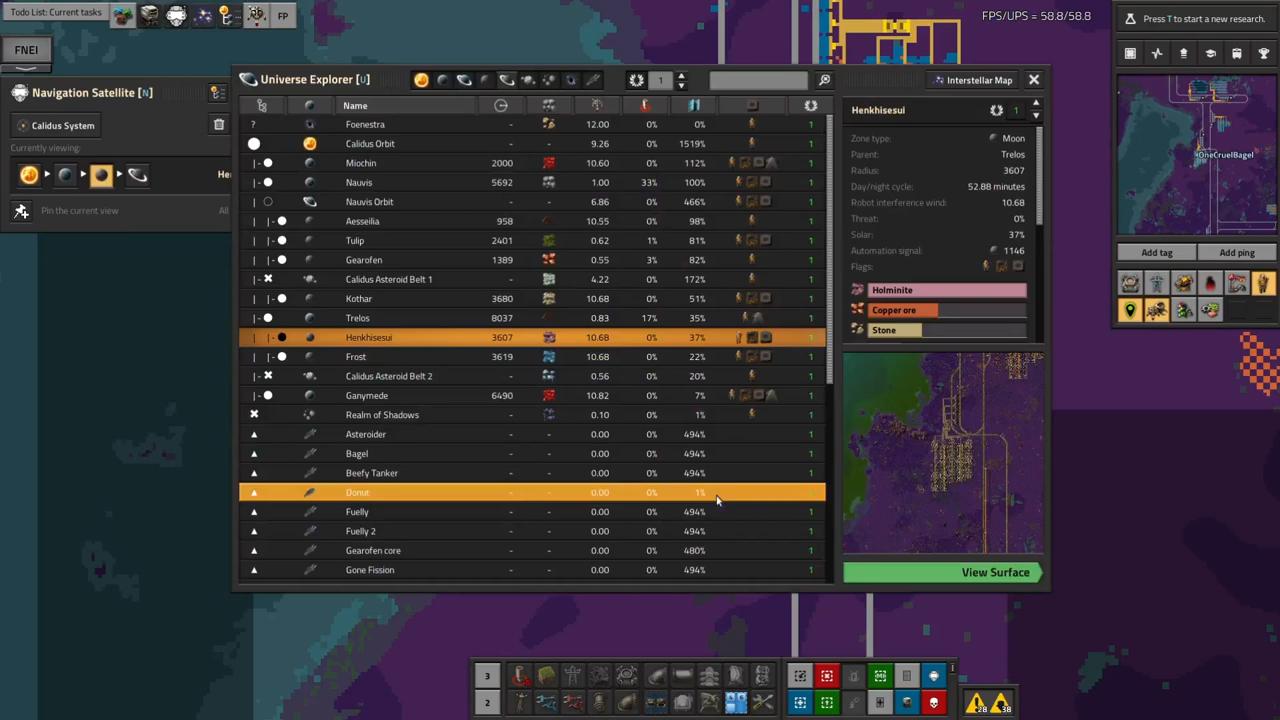 Todo List: Current tasks
FP
FPS/UPS = 58.8/58.8
Press T to start a new research.
FNEI
Navigation Satellite [N]
Calidus System
Currently viewing:
He
Pin the current view
All
Universe Explorer [U]
1
Interstellar Map
Name
? Foenestra - 12.00 0% 0% 1
Calidus Orbit - 9.26 0% 1519% 1
Miochin 2000 10.60 0% 112% 1
Nauvis 5692 1.00 33% 100% 1
Nauvis Orbit - 6.86 0% 466% 1
Aesseilia 958 10.55 0% 98% 1
Tulip 2401 0.62 1% 81% 1
Gearofen 1389 0.55 3% 82% 1
Calidus Asteroid Belt 1 - 4.22 0% 172% 1
Kothar 3680 10.68 0% 51% 1
Trelos 8037 0.83 17% 35% 1
Henkhisesui 3607 10.68 0% 37% 1
Frost 3619 10.68 0% 22% 1
Calidus Asteroid Belt 2 - 0.56 0% 20% 1
Ganymede 6490 10.82 0% 7% 1
Realm of Shadows - 0.10 0% 1% 1
Asteroider - - 0.00 0% 494% 1
Bagel - - 0.00 0% 494% 1
Beefy Tanker - - 0.00 0% 494% 1
Donut - - 0.00 0% 1% 1
Fuelly - - 0.00 0% 494% 1
Fuelly 2 - - 0.00 0% 494% 1
Gearofen core - - 0.00 0% 480% 1
Gone Fission - - 0.00 0% 494% 1
Henkhisesui 1
Zone type: Moon
Parent: Trelos
Radius: 3607
Day/night cycle: 52.88 minutes
Robot interference wind: 10.68
Threat: 0%
Solar: 37%
Automation signal: 1146
Flags:
Holminite
Copper ore
Stone
View Surface
OneCruelBagel
Add tag
Add ping
3
2
28
38